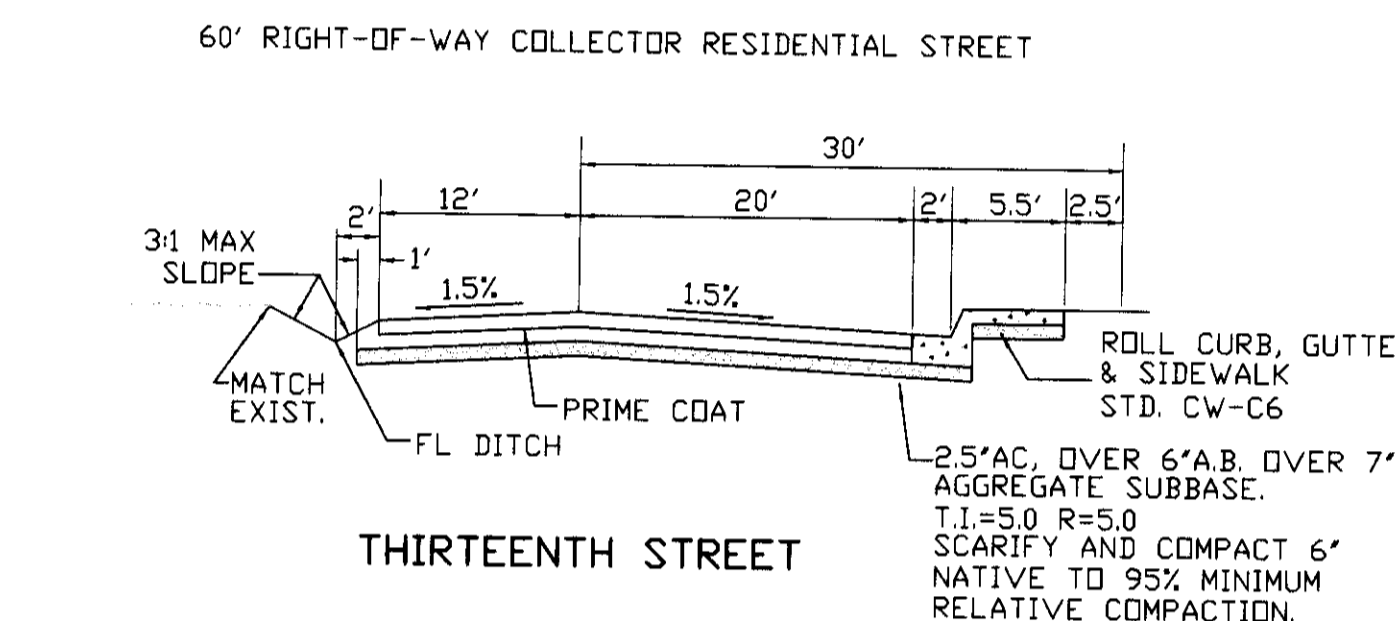 60' RIGHT-OF-WAY COLLECTOR RESIDENTIAL STREET
30'
12'
20'
2'
5.5'
2.5'
2'
1'
3:1 MAX
SLOPE
1.5%
1.5%
MATCH
EXIST.
PRIME COAT
FL DITCH
ROLL CURB, GUTTE
& SIDEWALK
STD. CW-C6
2.5"AC, OVER 6"A.B. OVER 7"
AGGREGATE SUBBASE.
T.I.=5.0 R=5.0
SCARIFY AND COMPACT 6"
NATIVE TO 95% MINIMUM
RELATIVE COMPACTION.
THIRTEENTH STREET